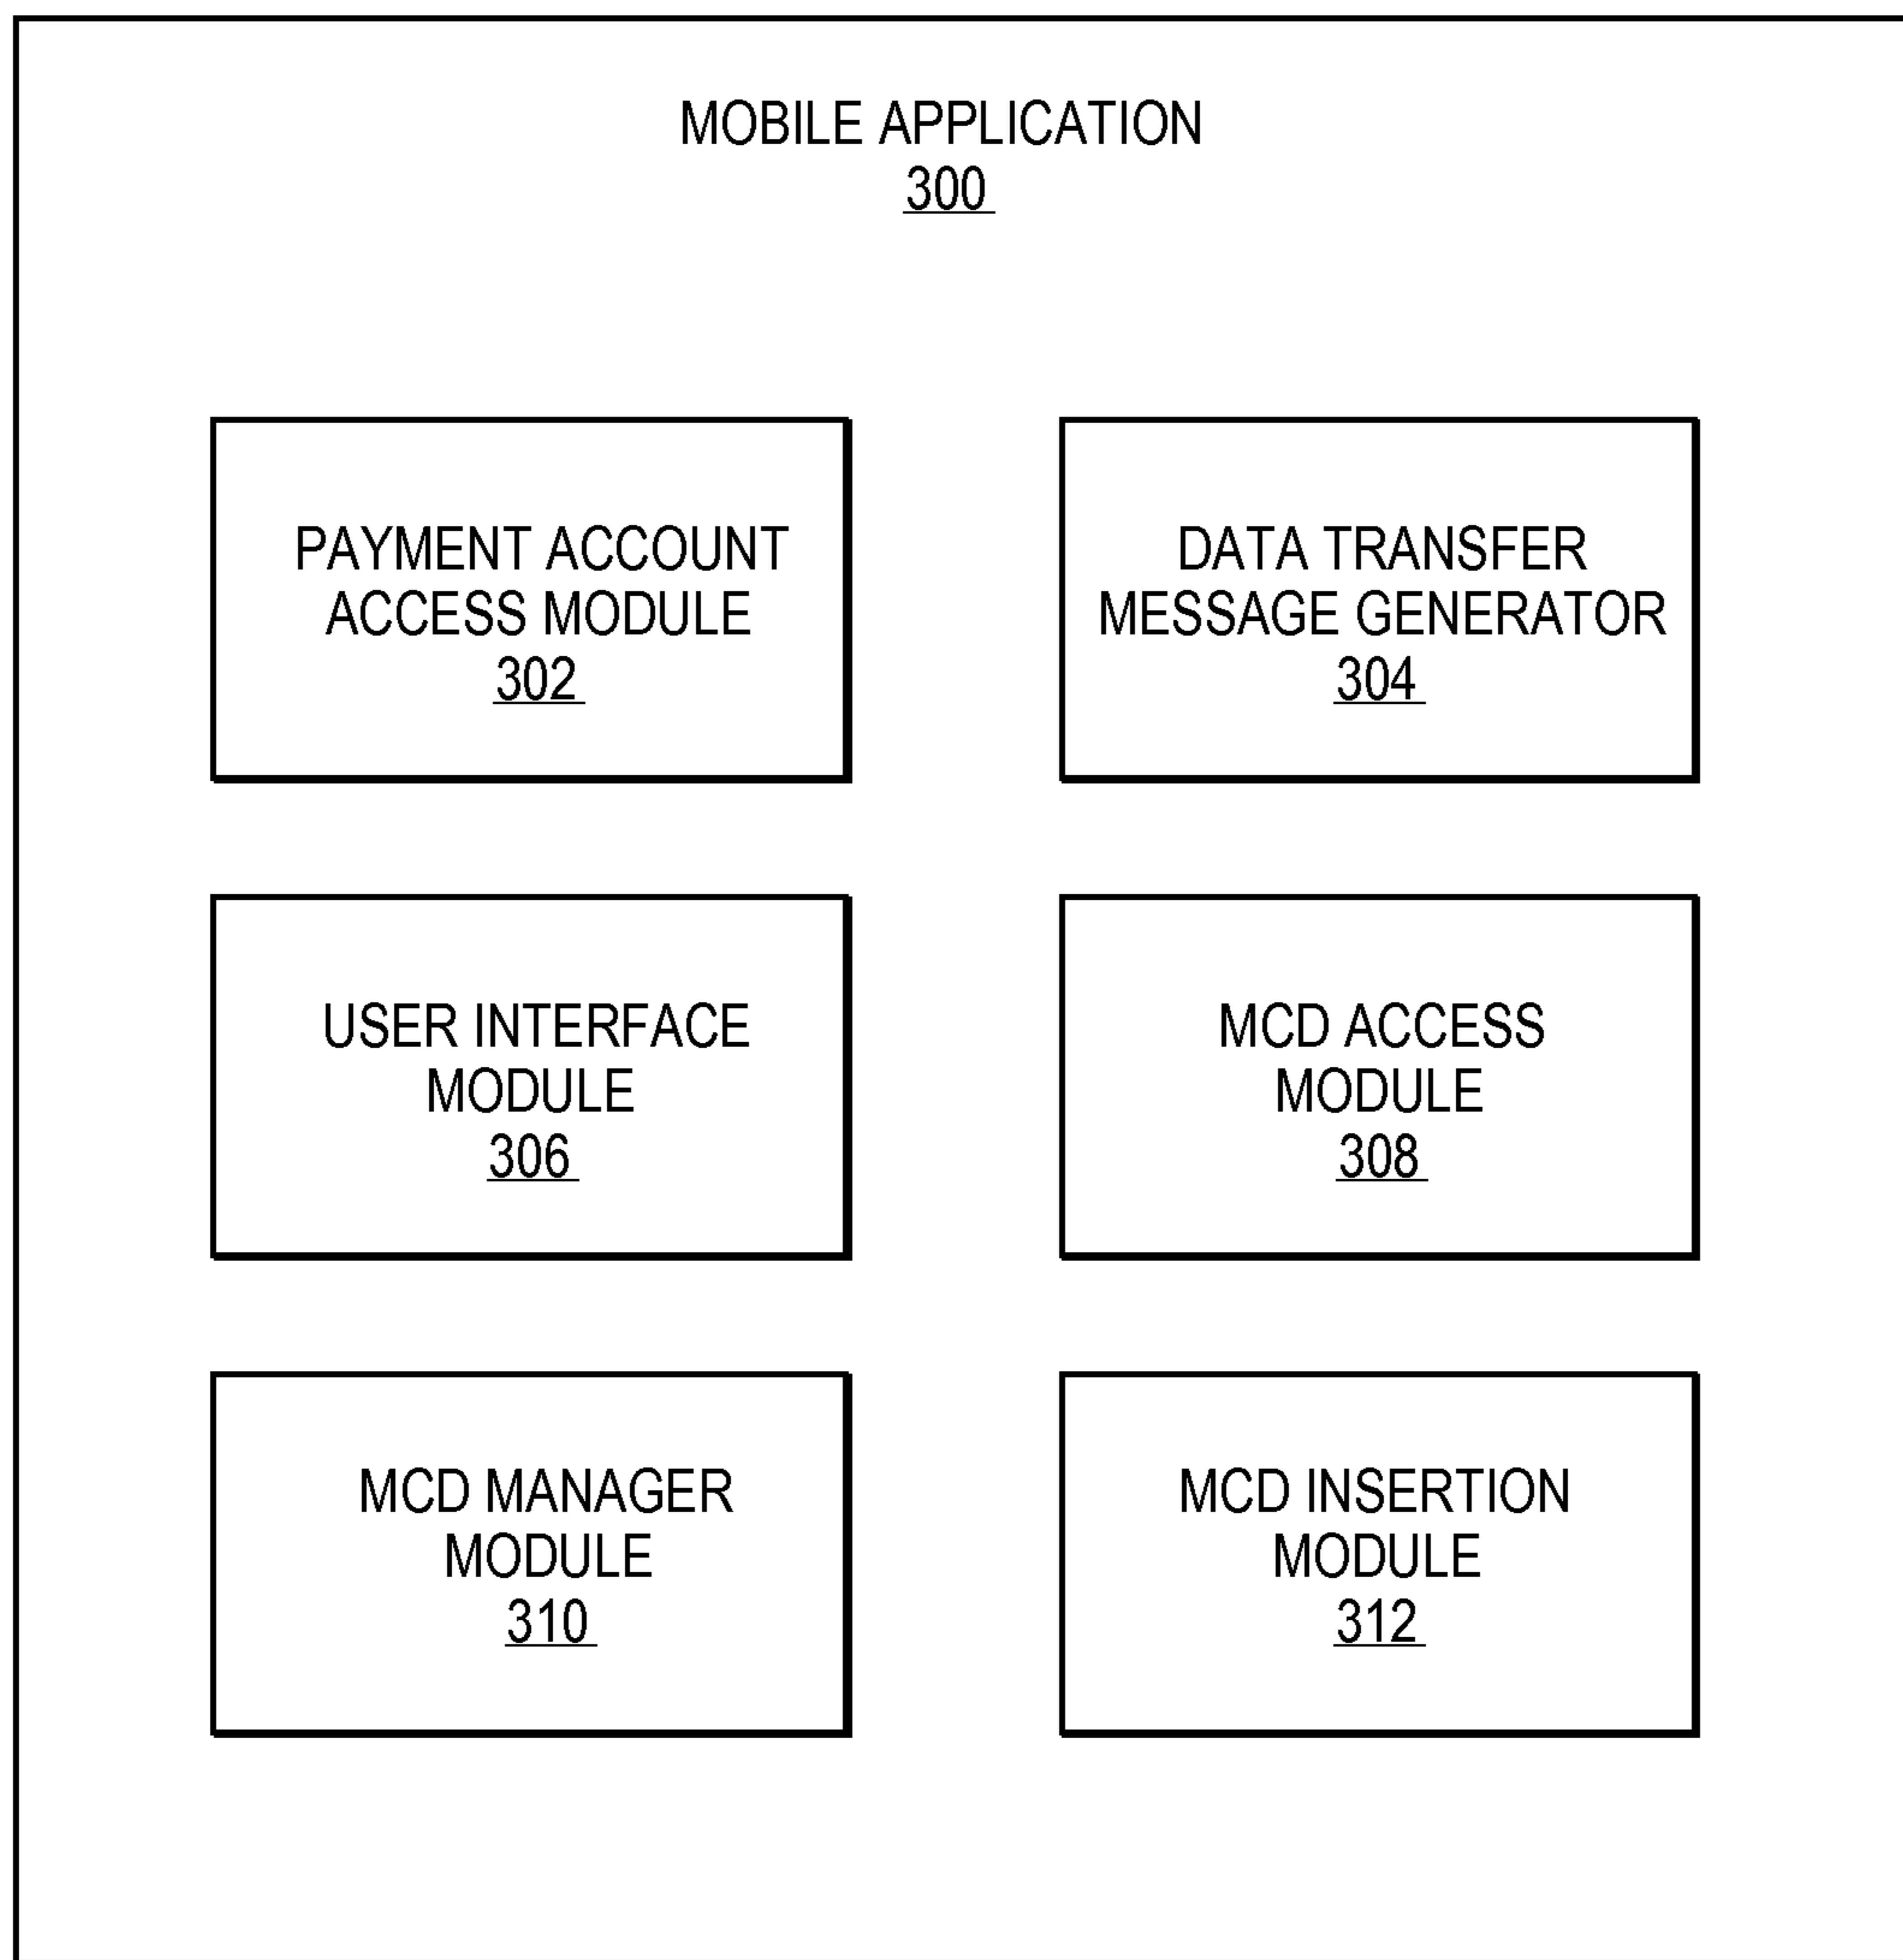 MOBILE APPLICATION
300
PAYMENT ACCOUNT
ACCESS MODULE
302
DATA TRANSFER
MESSAGE GENERATOR
304
USER INTERFACE
MODULE
306
MCD ACCESS
MODULE
308
MCD MANAGER
MODULE
310
MCD INSERTION
MODULE
312